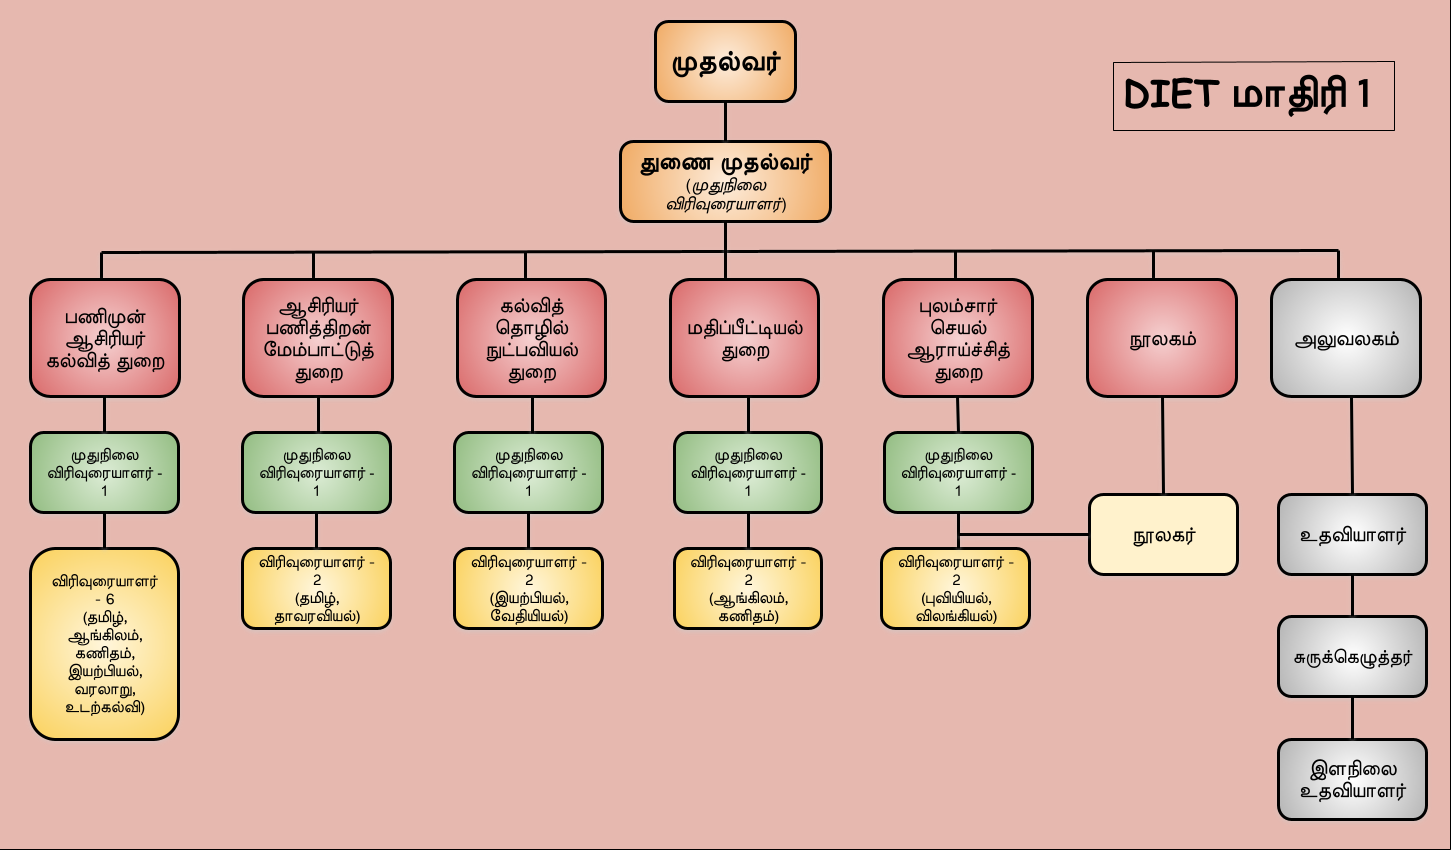 முதல்வர்
DIET மாதிரி 1
துணை முதல்வர்
(முதுநிலை
விரிவுரையாளர்)
பணிமுன்
ஆசிரியர்
கல்வித் துறை
ஆசிரியர்
பணித்திறன்
மேம்பாட்டுத்
துறை
கல்வித்
தொழில்
நுட்பவியல்
துறை
மதிப்பீட்டியல்
துறை
புலம்சார்
செயல்
ஆராய்ச்சித்
துறை
நூலகம்
அலுவலகம்
முதுநிலை
விரிவுரையாளர் -
1
முதுநிலை
விரிவுரையாளர் -
1
முதுநிலை
விரிவுரையாளர் -
1
முதுநிலை
விரிவுரையாளர் -
1
முதுநிலை
விரிவுரையாளர் -
1
நூலகர்
உதவியாளர்
விரிவுரையாளர்
- 6
(தமிழ்,
ஆங்கிலம்,
கணிதம்,
இயற்பியல்,
வரலாறு,
உடற்கல்வி)
விரிவுரையாளர் -
2
(தமிழ்,
தாவரவியல்)
விரிவுரையாளர் -
2
(இயற்பியல்,
வேதியியல்)
விரிவுரையாளர் -
2
(ஆங்கிலம்,
கணிதம்)
விரிவுரையாளர் -
2
(புவியியல்,
விலங்கியல்)
சுருக்கெழுத்தர்
இளநிலை
உதவியாளர்